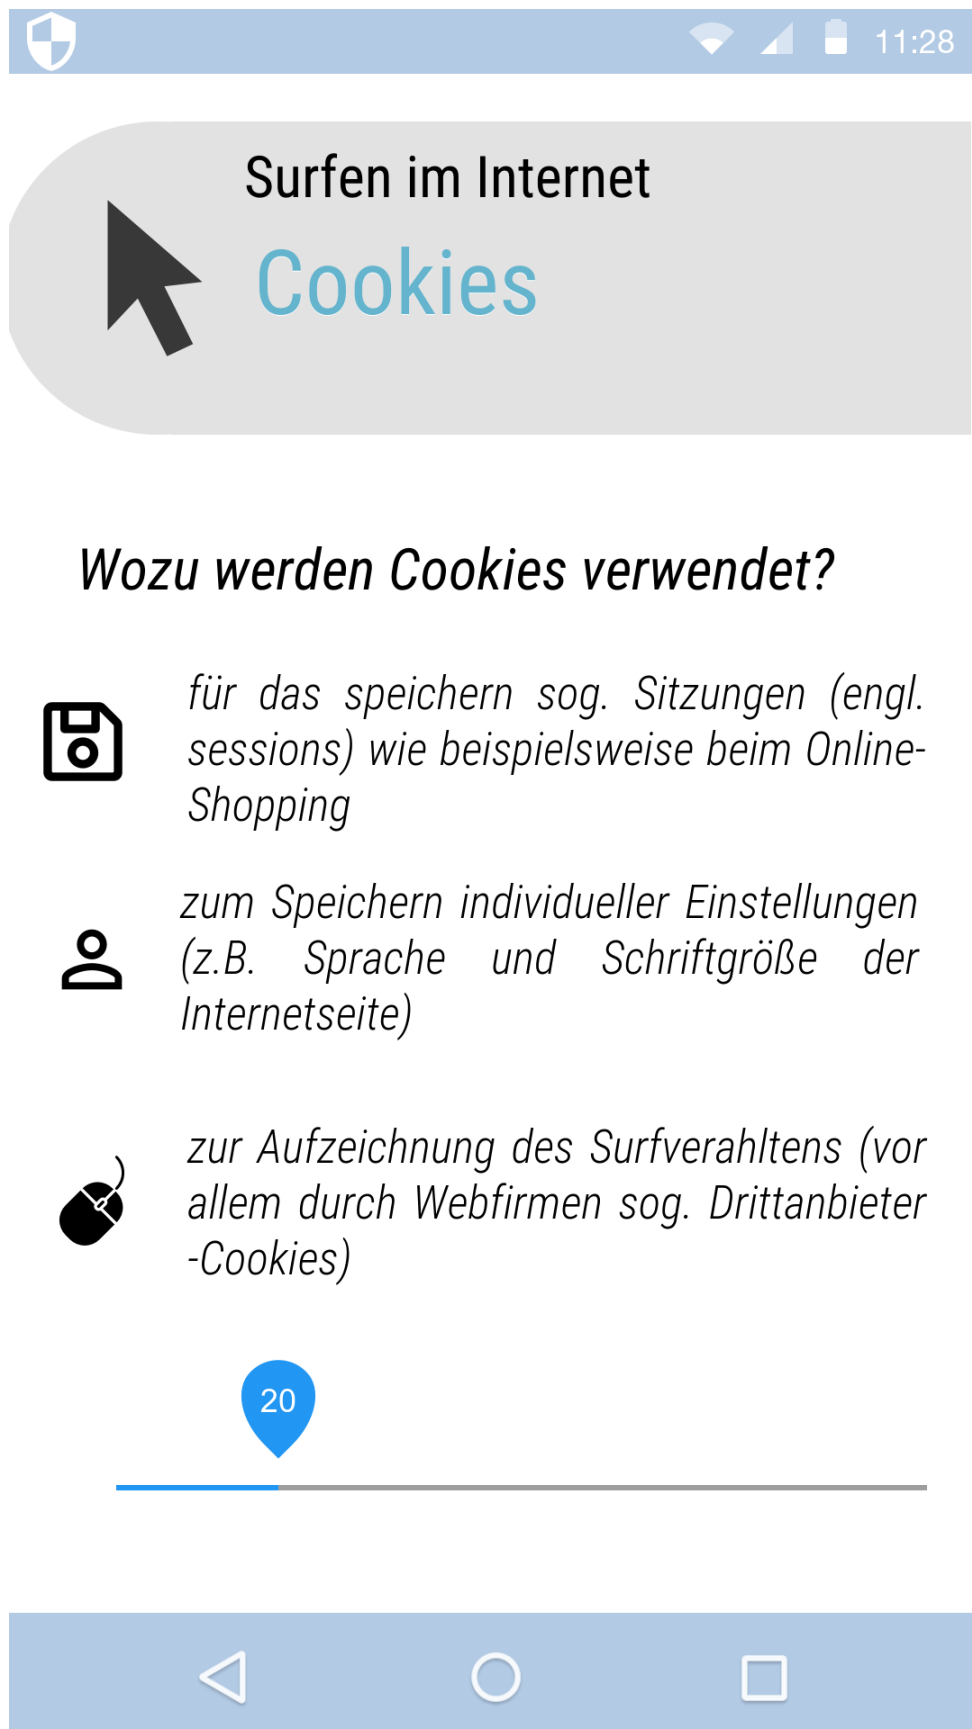 11:28
Surfen im Internet
Cookies
Wozu werden Cookies verwendet?
für das speichern sog. Sitzungen (engl.
sessions) wie beispielsweise beim Online-
Shopping
zum Speichern individueller Einstellungen
(z.B. Sprache und Schriftgröße der
Internetseite)
zur Aufzeichnung des Surfverahltens (vor
allem durch Webfirmen sog. Drittanbieter
-Cookies)
20